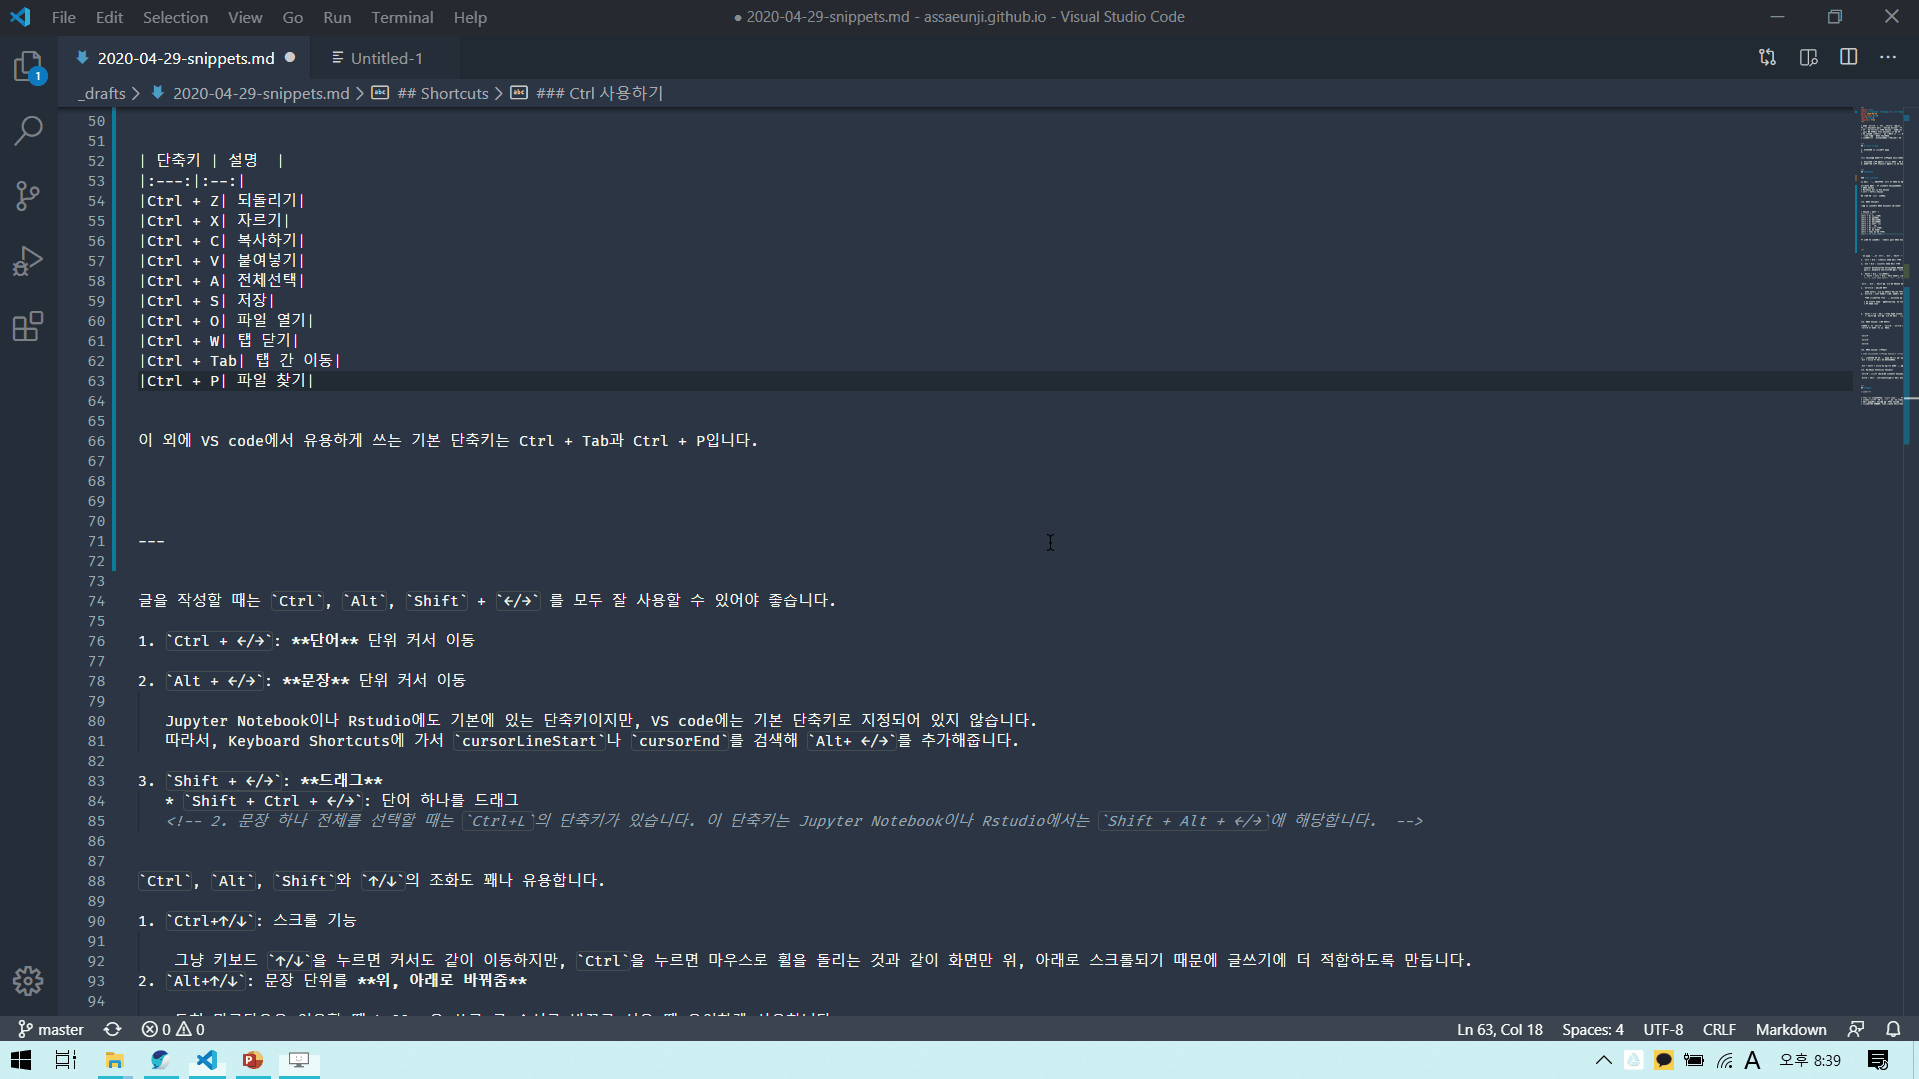 File Edit Selection View Go Run Terminal Help
● 2020-04-29-snippets.md - assaeunji.github.io - Visual Studio Code
2020-04-29-snippets.md ●
Untitled-1
_drafts > 2020-04-29-snippets.md > ## Shortcuts > ### Ctrl 사용하기
1
50
51
52 | 단축키 | 설명  |
53 |:---:|:--:|
54 |Ctrl + Z| 되돌리기|
55 |Ctrl + X| 자르기|
56 |Ctrl + C| 복사하기|
57 |Ctrl + V| 붙여넣기|
58 |Ctrl + A| 전체선택|
59 |Ctrl + S| 저장|
60 |Ctrl + O| 파일 열기|
61 |Ctrl + W| 탭 닫기|
62 |Ctrl + Tab| 탭 간 이동|
63 |Ctrl + P| 파일 찾기|
64
65
66 이 외에 VS code에서 유용하게 쓰는 기본 단축키는 Ctrl + Tab과 Ctrl + P입니다.
67
68
69
70
71 ---
72
73
74 글을 작성할 때는 `Ctrl`, `Alt`, `Shift` + `←/→` 를 모두 잘 사용할 수 있어야 좋습니다.
75
76 1. `Ctrl + ←/→`: **단어** 단위 커서 이동
77
78 2. `Alt + ←/→`: **문장** 단위 커서 이동
79
80 Jupyter Notebook이나 Rstudio에도 기본에 있는 단축키이지만, VS code에는 기본 단축키로 지정되어 있지 않습니다.
81 따라서, Keyboard Shortcuts에 가서 `cursorLineStart`나 `cursorEnd`를 검색해 `Alt+ ←/→`를 추가해줍니다.
82
83 3. `Shift + ←/→`: **드래그**
84 * `Shift + Ctrl + ←/→`: 단어 하나를 드래그
85 <!-- 2. 문장 하나 전체를 선택할 때는 `Ctrl+L`의 단축키가 있습니다. 이 단축키는 Jupyter Notebook이나 Rstudio에서는 `Shift + Alt + ←/→`에 해당합니다.  -->
86
87
88 `Ctrl`, `Alt`, `Shift`와 `↑/↓`의 조화도 꽤나 유용합니다.
89
90 1. `Ctrl+↑/↓`: 스크롤 기능
91
92 그냥 키보드 `↑/↓`을 누르면 커서도 같이 이동하지만, `Ctrl`을 누르면 마우스로 휠을 돌리는 것과 같이 화면만 위, 아래로 스크롤되기 때문에 글쓰기에 더 적합하도록 만듭니다.
93 2. `Alt+↑/↓`: 문장 단위를 **위, 아래로 바꿔줌**
94
master 0 0
Ln 63, Col 18 Spaces: 4 UTF-8 CRLF Markdown
A 오후 8:39